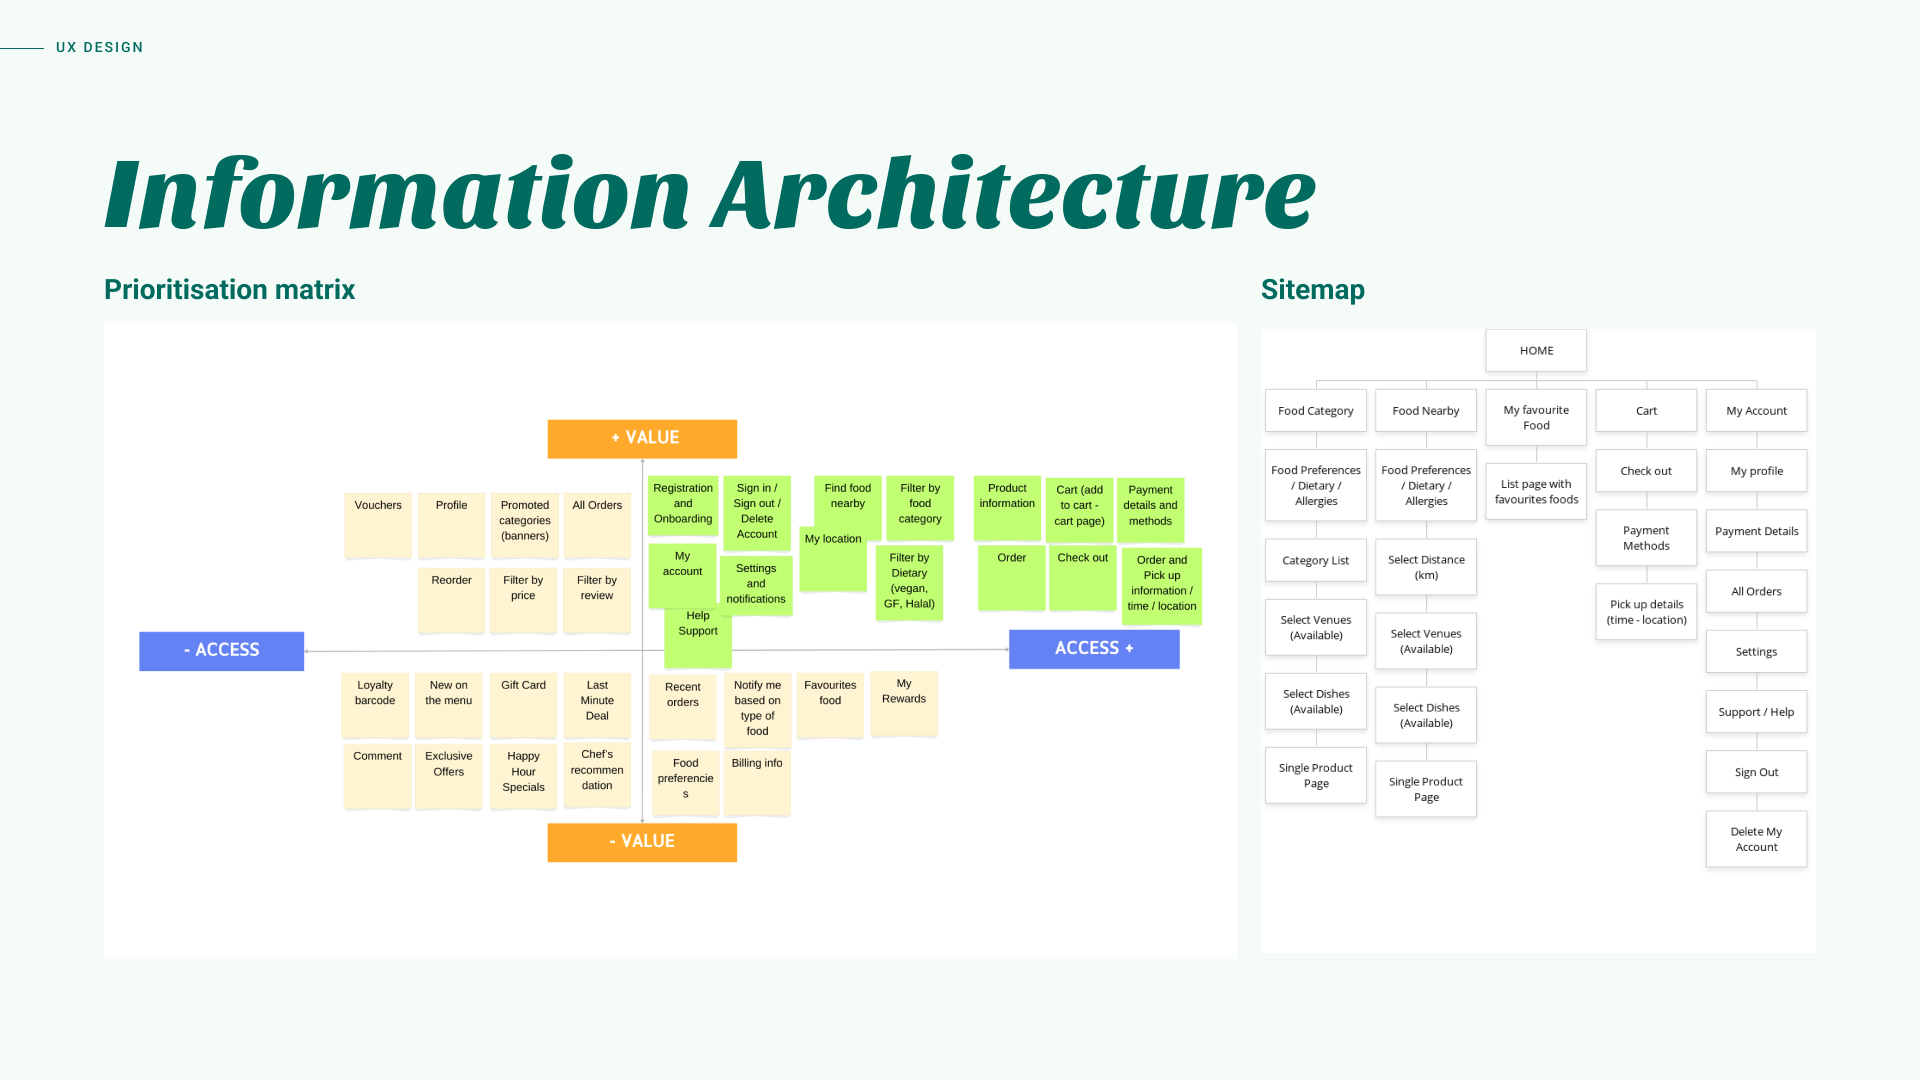 UX DESIGN
Information Architecture
Prioritisation matrix
+ VALUE
Vouchers
Profile
Promoted
categories
(banners)
All Orders
Registration
and
Onboarding
Sign in /
Sign out /
Delete
Account
Find food
nearby
Filter by
food
category
Product
information
Cart (add
to cart -
cart page)
Payment
details and
methods
Reorder
Filter by
price
Filter by
review
My
account
Settings
and
notifications
My location
Filter by
Dietary
(vegan,
GF, Halal)
Order
Check out
Order and
Pick up
information /
time / location
Help
Support
- ACCESS
ACCESS +
Loyalty
barcode
New on
the menu
Gift Card
Last
Minute
Deal
Recent
orders
Notify me
based on
type of
food
Favourites
food
My
Rewards
Comment
Exclusive
Offers
Happy
Hour
Specials
Chef's
recommen
dation
Food
preferencie
s
Billing info
- VALUE
Sitemap
HOME
Food Category
Food Preferences
/ Dietary /
Allergies
Category List
Select Venues
(Available)
Select Dishes
(Available)
Single Product
Page
Food Nearby
Food Preferences
/ Dietary /
Allergies
Select Distance
(km)
Select Venues
(Available)
Select Dishes
(Available)
Single Product
Page
My favourite
Food
List page with
favourites foods
Cart
Check out
Payment
Methods
Pick up details
(time - location)
My Account
My profile
Payment Details
All Orders
Settings
Support / Help
Sign Out
Delete My
Account